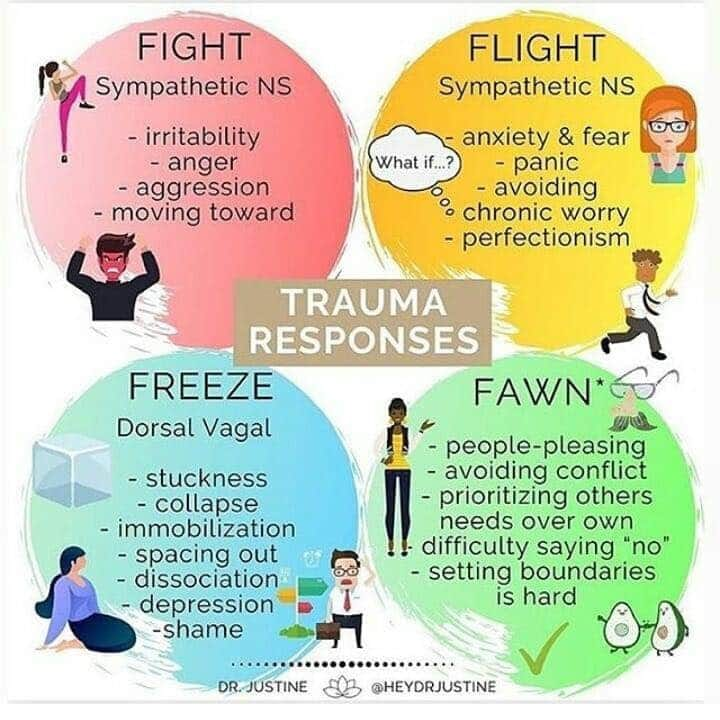 FIGHT
Sympathetic NS
- irritability
- anger
- aggression
- moving toward
FLIGHT
Sympathetic NS
What if...?
- anxiety & fear
- panic
- avoiding
chronic worry
- perfectionism
TRAUMA
RESPONSES
FREEZE
Dorsal Vagal
- stuckness
- collapse
- immobilization
- spacing out
- dissociation
- depression
-shame
FAWN*
- people-pleasing
- avoiding conflict
- prioritizing others
needs over own
- difficulty saying "no"
- setting boundaries
is hard
DR. JUSTINE @HEYDRJUSTINE